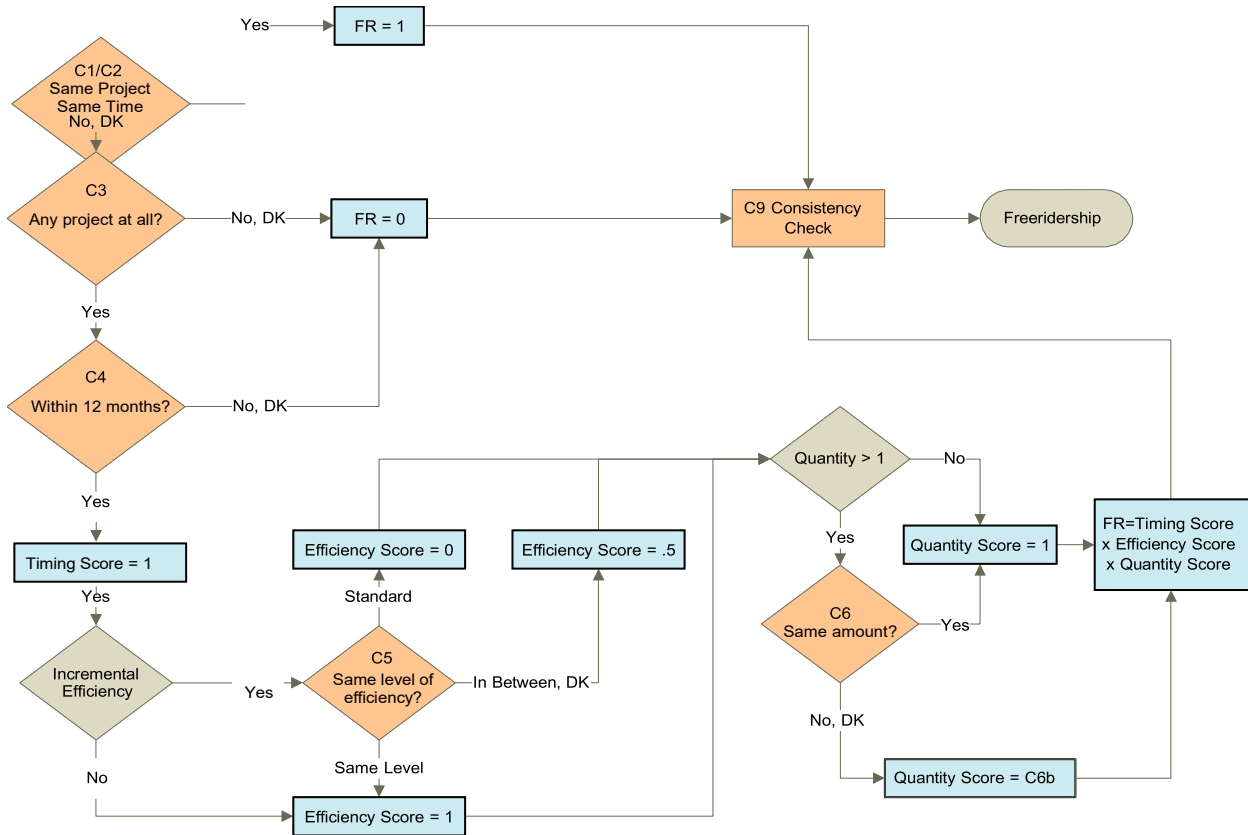 Yes
FR = 1
C1/C2
Same Project
Same Time
No, DK
C3
Any project at all?
No, DK
FR = 0
C9 Consistency
Check
Freeridership
Yes
C4
Within 12 months?
No, DK
Yes
Quantity > 1
No
Timing Score = 1
Efficiency Score = 0
Efficiency Score = .5
Yes
Quantity Score = 1
FR=Timing Score
x Efficiency Score
x Quantity Score
Yes
Standard
C6
Same amount?
Yes
Incremental
Efficiency
Yes
C5
Same level of
efficiency?
In Between, DK
No, DK
No
Same Level
Quantity Score = C6b
Efficiency Score = 1